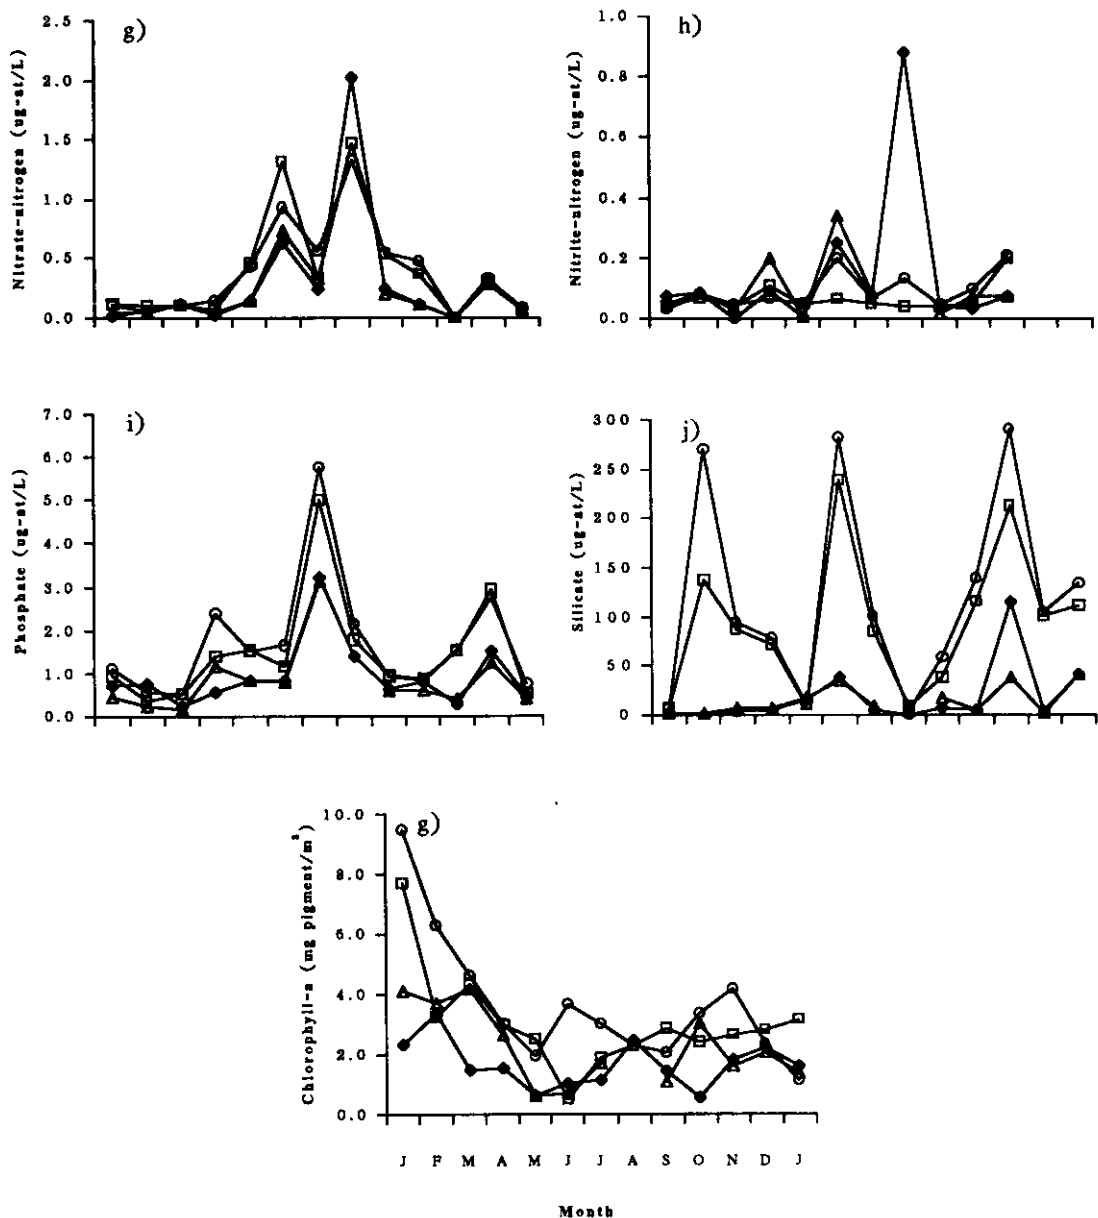 g)
Nitrate-nitrogen (ug-at/L)
2.5
2.0
1.5
1.0
0.5
0.0
h)
Nitrite-nitrogen (ug-at/L)
1.0
0.8
0.6
0.4
0.2
0.0
i)
Phosphate (ug-at/L)
7.0
6.0
5.0
4.0
3.0
2.0
1.0
0.0
j)
Silicate (ug-at/L)
300
250
200
150
100
50
0
g)
Chlorophyll-a (mg pigment/m³)
10.0
8.0
6.0
4.0
2.0
0.0
J F M A M J J A S O N D J
Month